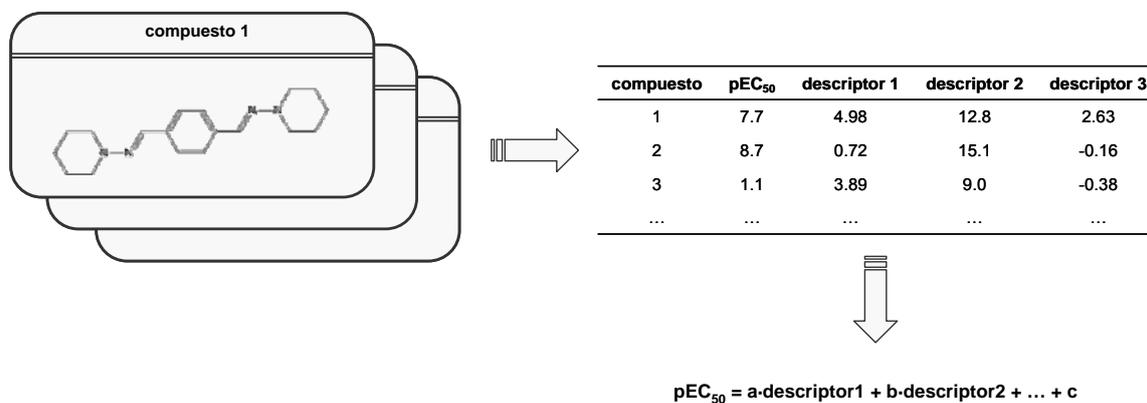 compuesto 1
N N
N N
compuesto pEC50 descriptor 1 descriptor 2 descriptor 3
1 7.7 4.98 12.8 2.63
2 8.7 0.72 15.1 -0.16
3 1.1 3.89 9.0 -0.38
... ... ... ... ...
pEC50 = a·descriptor1 + b·descriptor2 + ... + c